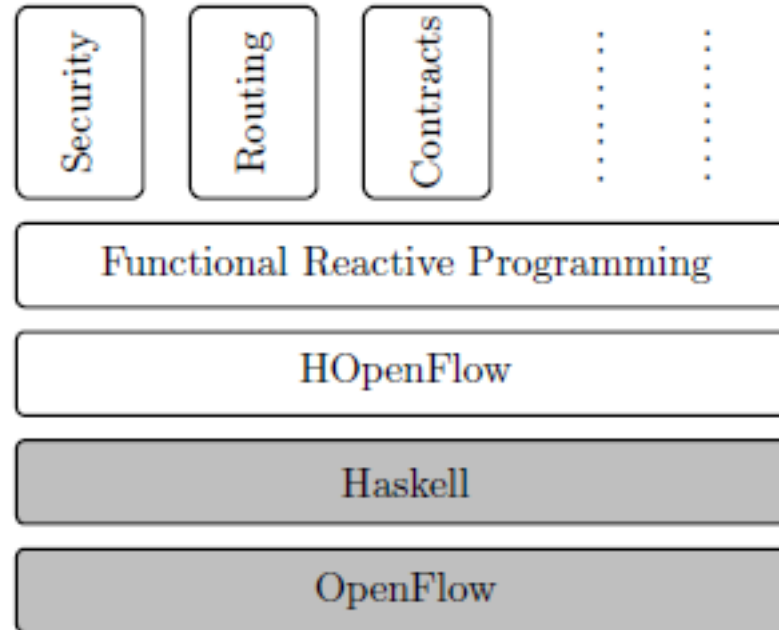 Security
Routing
Contracts
Functional Reactive Programming
HOpenFlow
Haskell
OpenFlow